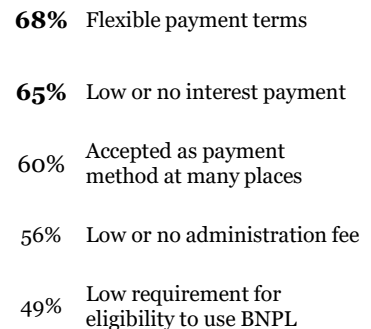 68% Flexible payment terms
65% Low or no interest payment
60% Accepted as payment
method at many places
56% Low or no administration fee
49% Low requirement for
eligibility to use BNPL